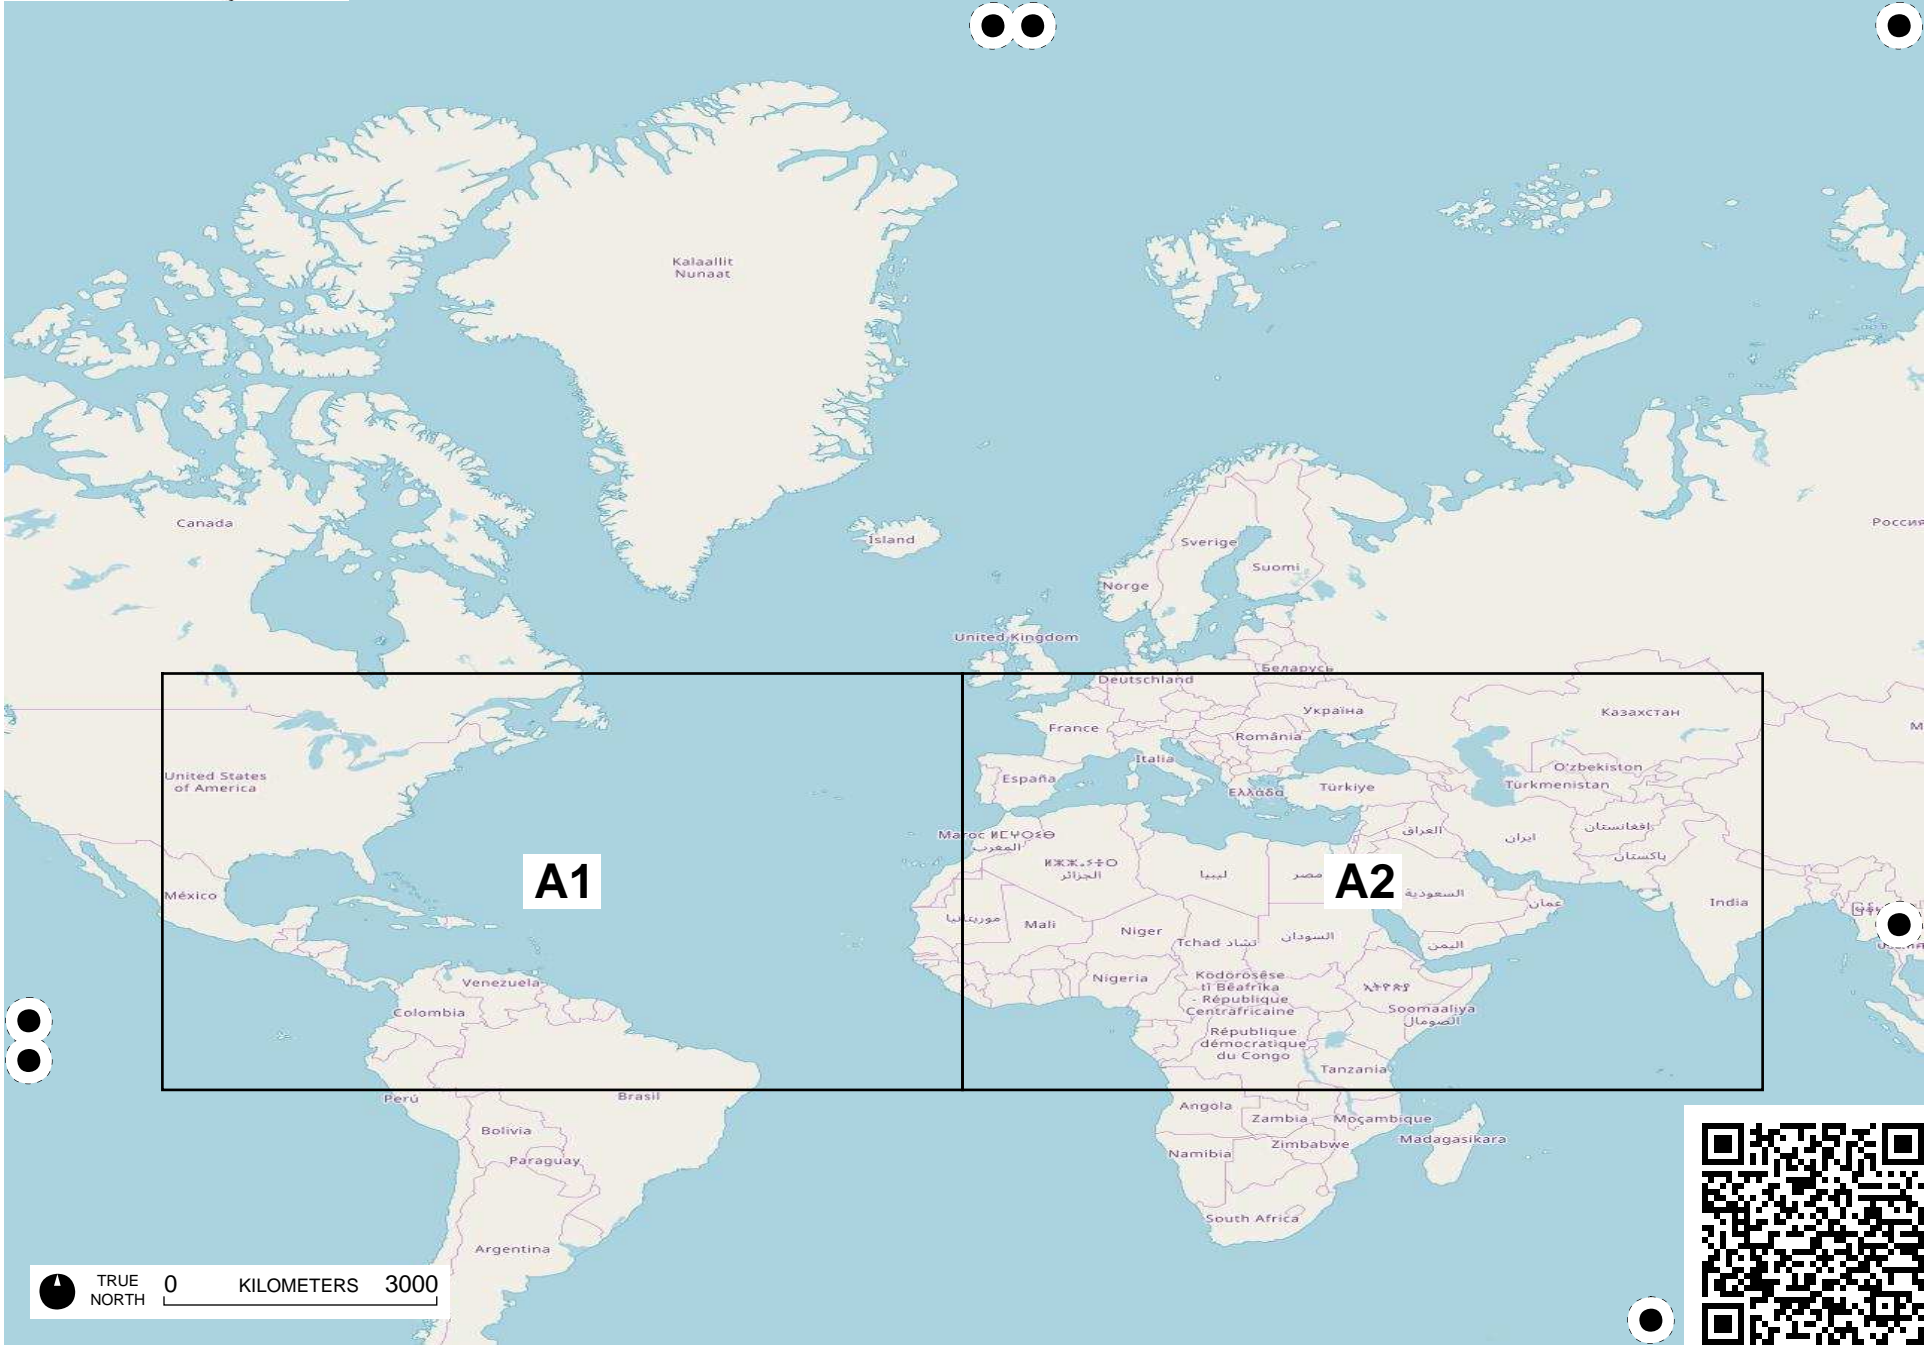 Kalaallit
Nunaat
Canada
Россия
Ísland
Sverige
Suomi
Norge
United Kingdom
Беларусь
Deutschland
Україна
Казахстан
France
România
Italia
United States
of America
España
O'zbekiston
Türkmenistan
Ελλάδα
Türkiye
افغانستان
العراق
ایران
Maroc ⵍⵎⵖⵔⵉⴱ
المغرب
پاکستان
الجزائر
ليبيا
مصر
A1
A2
السعودية
México
عمان
India
موريتانيا
Mali
Niger
Tchad تشاد
السودان
اليمن
Venezuela
Nigeria
Ködörösêse
tî Bêafrîka
- République
Centrafricaine
ኢትዮጵያ
Colombia
Soomaaliya
الصومال
République
démocratique
du Congo
Tanzania
Perú
Brasil
Angola
Zambia
Moçambique
Bolivia
Zimbabwe
Madagasikara
Paraguay
Namibia
South Africa
Argentina
TRUE
NORTH
0 KILOMETERS 3000